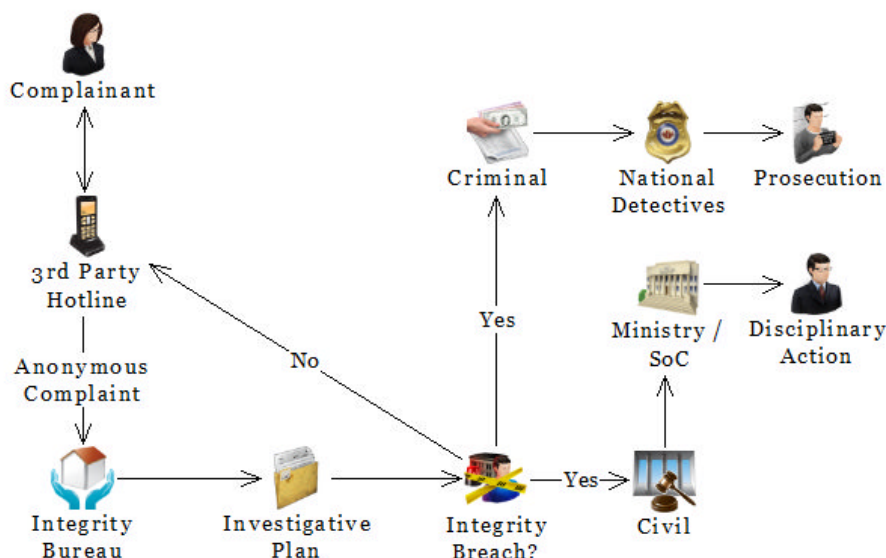 Complainant
3rd Party
Hotline
Anonymous
Complaint
Integrity
Bureau
Investigative
Plan
Integrity
Breach?
No
Yes
Criminal
National
Detectives
Prosecution
Yes
Civil
Ministry /
SoC
Disciplinary
Action